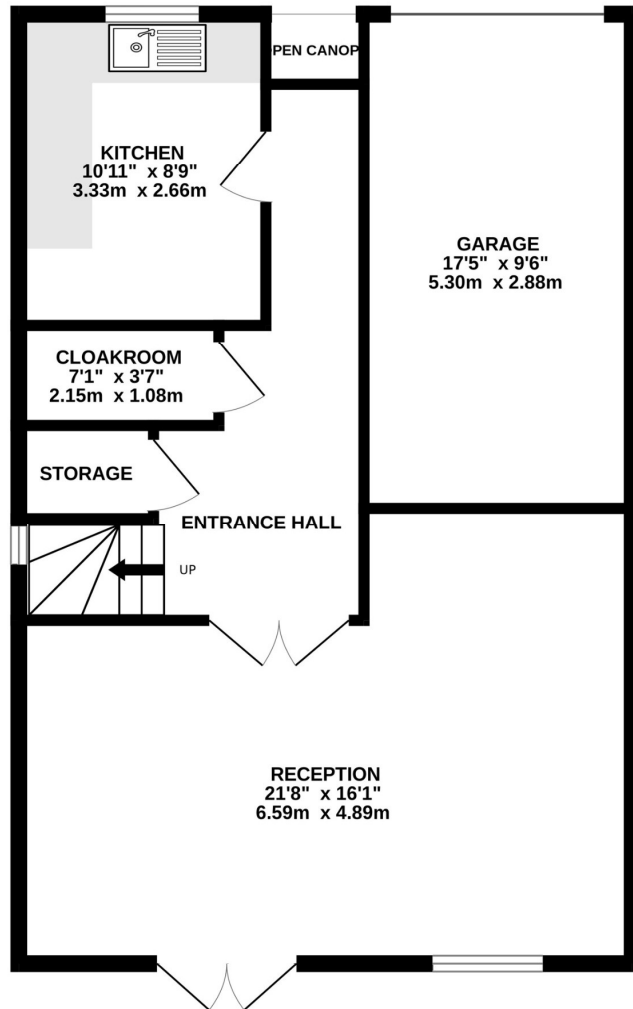 OPEN CANOP
KITCHEN
10'11" x 8'9"
3.33m x 2.66m
GARAGE
17'5" x 9'6"
5.30m x 2.88m
CLOAKROOM
7'1" x 3'7"
2.15m x 1.08m
STORAGE
ENTRANCE HALL
UP
RECEPTION
21'8" x 16'1"
6.59m x 4.89m